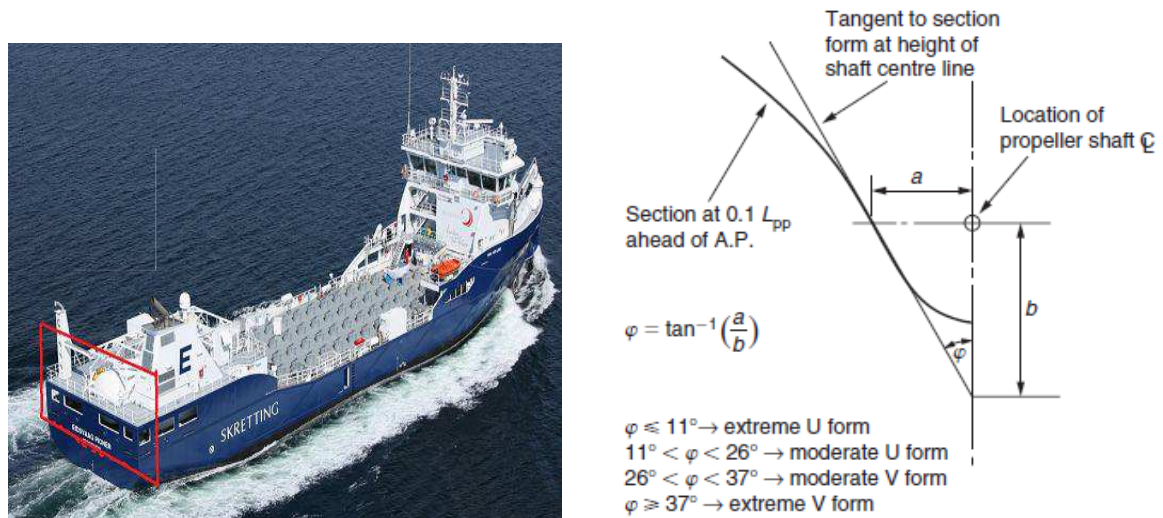 E
SKRETTING
Tangent to section
form at height of
shaft centre line
Location of
propeller shaft ℄
a
Section at 0.1 Lpp
ahead of A.P.
b
φ = tan⁻¹(a/b)
φ
φ ⩽ 11° → extreme U form
11° < φ < 26° → moderate U form
26° < φ < 37° → moderate V form
φ ⩾ 37° → extreme V form